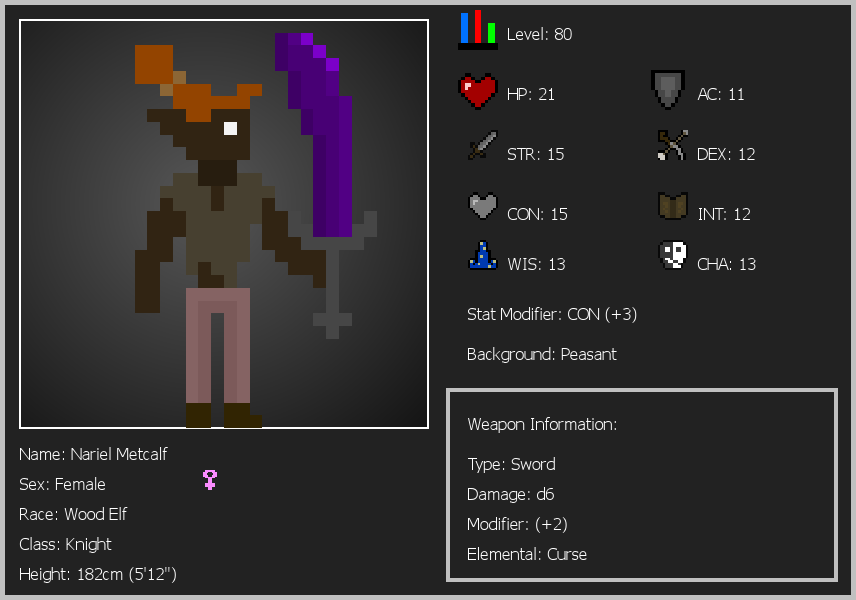 Level: 80
HP: 21
AC: 11
STR: 15
DEX: 12
CON: 15
INT: 12
WIS: 13
CHA: 13
Stat Modifier: CON (+3)
Background: Peasant
Weapon Information:
Type: Sword
Damage: d6
Modifier: (+2)
Elemental: Curse
Name: Nariel Metcalf
Sex: Female
Race: Wood Elf
Class: Knight
Height: 182cm (5'12")